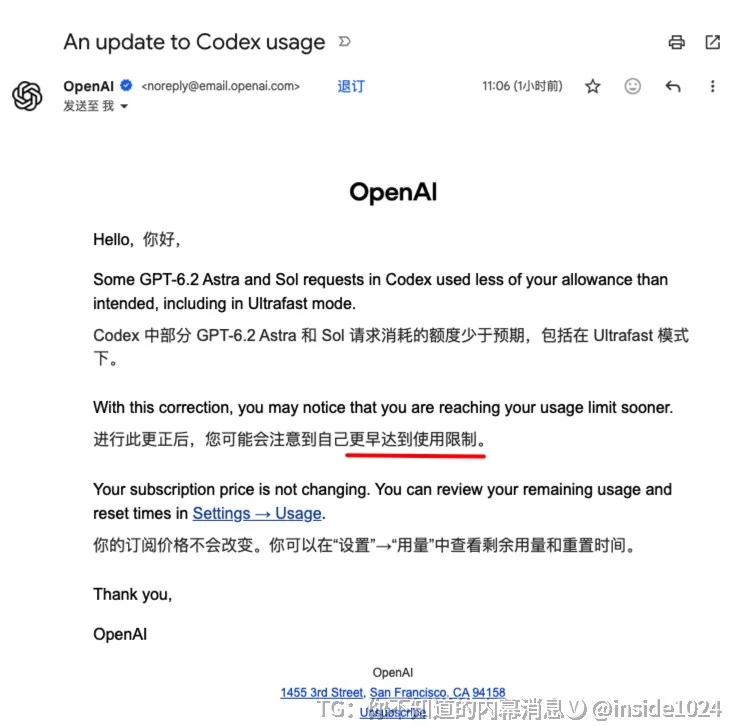 An update to Codex usage
OpenAI <noreply@email.openai.com> 退订 11:06 (1小时前)
发送至 我
OpenAI
Hello, 你好，
Some GPT-6.2 Astra and Sol requests in Codex used less of your allowance than
intended, including in Ultrafast mode.
Codex 中部分 GPT-6.2 Astra 和 Sol 请求消耗的额度少于预期，包括在 Ultrafast 模式
下。
With this correction, you may notice that you are reaching your usage limit sooner.
进行此更正后，您可能会注意到自己更早达到使用限制。
Your subscription price is not changing. You can review your remaining usage and
reset times in Settings → Usage.
你的订阅价格不会改变。你可以在“设置”→“用量”中查看剩余用量和重置时间。
Thank you,
OpenAI
OpenAI
1455 3rd Street, San Francisco, CA 94158
Unsubscribe
TG：你不知道的内幕消息 @inside1024